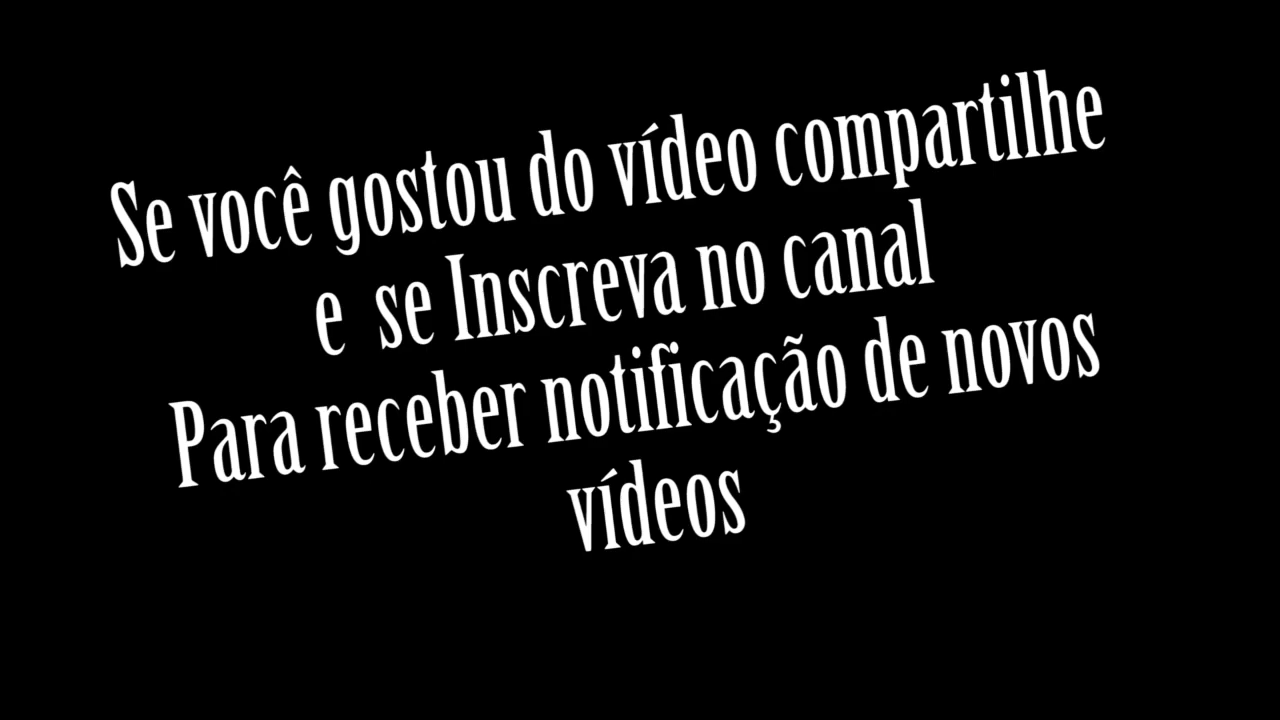 Se você gostou do vídeo compartilhe
e se Inscreva no canal
Para receber notificação de novos
vídeos